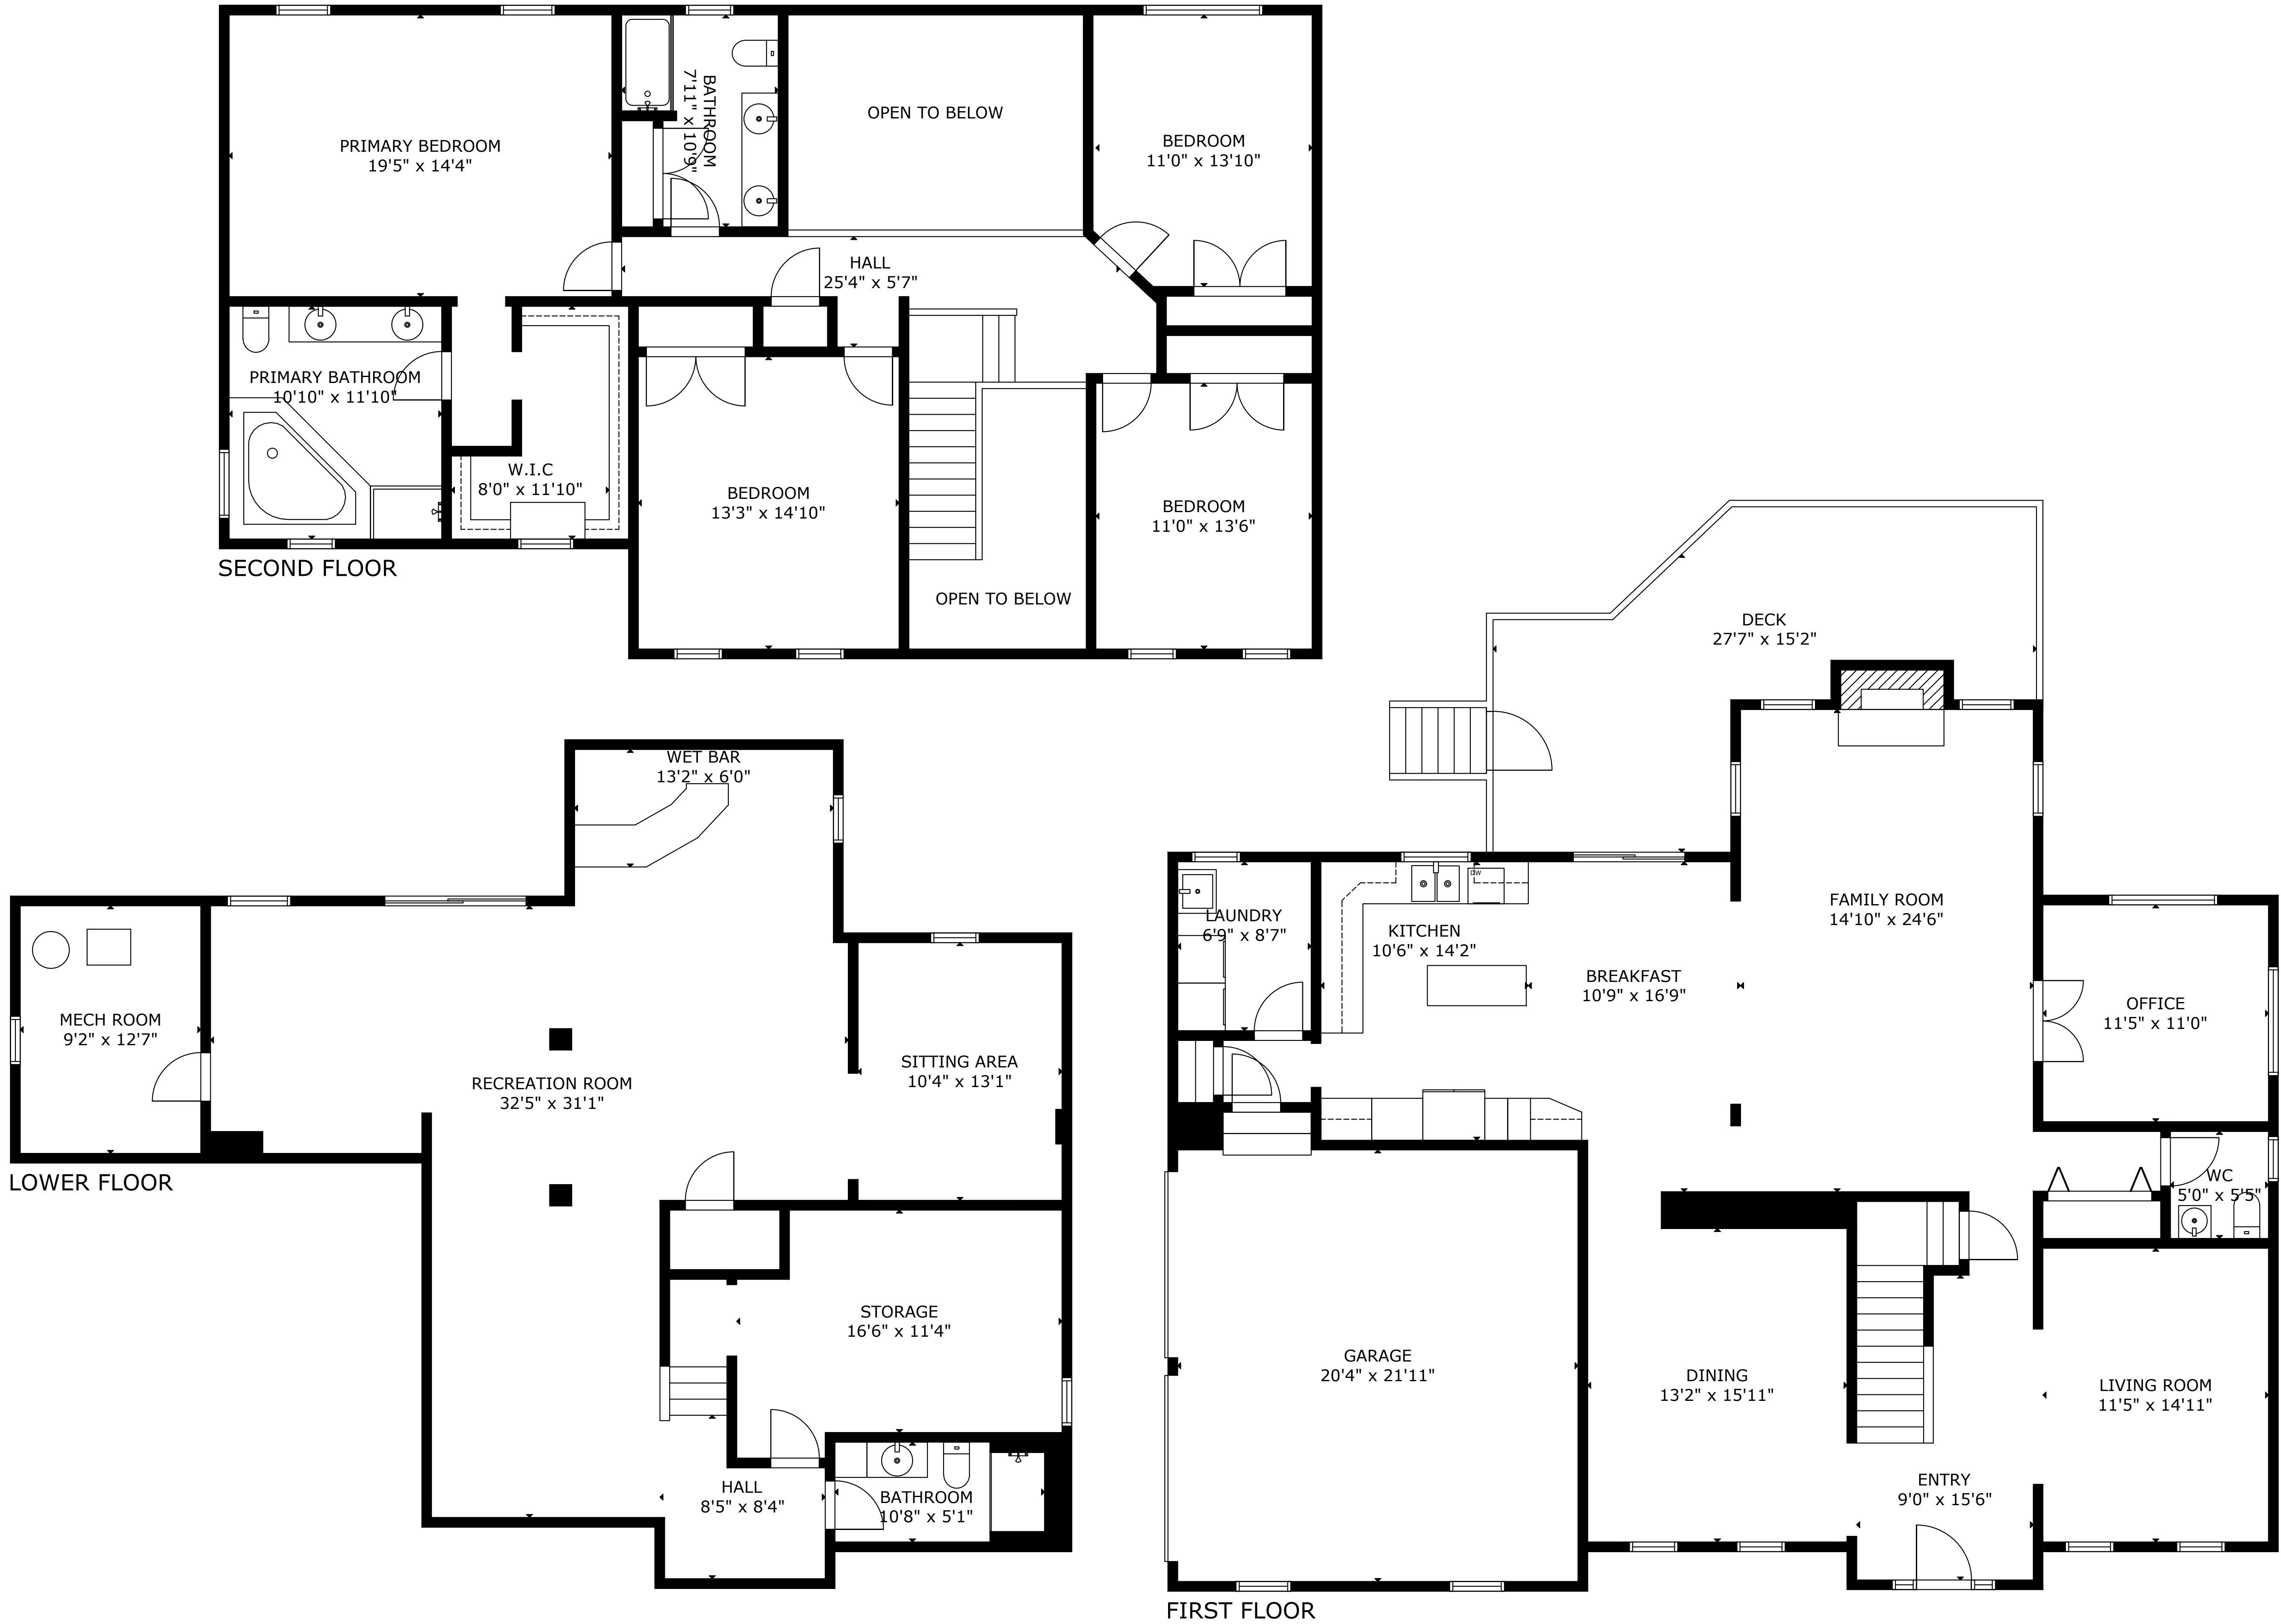 PRIMARY BEDROOM
19'5" x 14'4"
BATHROOM
7'11" x 10'9"
OPEN TO BELOW
BEDROOM
11'0" x 13'10"
HALL
25'4" x 5'7"
PRIMARY BATHROOM
10'10" x 11'10"
W.I.C
8'0" x 11'10"
BEDROOM
13'3" x 14'10"
BEDROOM
11'0" x 13'6"
OPEN TO BELOW
SECOND FLOOR
WET BAR
13'2" x 6'0"
MECH ROOM
9'2" x 12'7"
RECREATION ROOM
32'5" x 31'1"
SITTING AREA
10'4" x 13'1"
STORAGE
16'6" x 11'4"
HALL
8'5" x 8'4"
BATHROOM
10'8" x 5'1"
LOWER FLOOR
DECK
27'7" x 15'2"
FAMILY ROOM
14'10" x 24'6"
LAUNDRY
6'9" x 8'7"
DW
KITCHEN
10'6" x 14'2"
BREAKFAST
10'9" x 16'9"
OFFICE
11'5" x 11'0"
WC
5'0" x 5'5"
GARAGE
20'4" x 21'11"
DINING
13'2" x 15'11"
LIVING ROOM
11'5" x 14'11"
ENTRY
9'0" x 15'6"
FIRST FLOOR